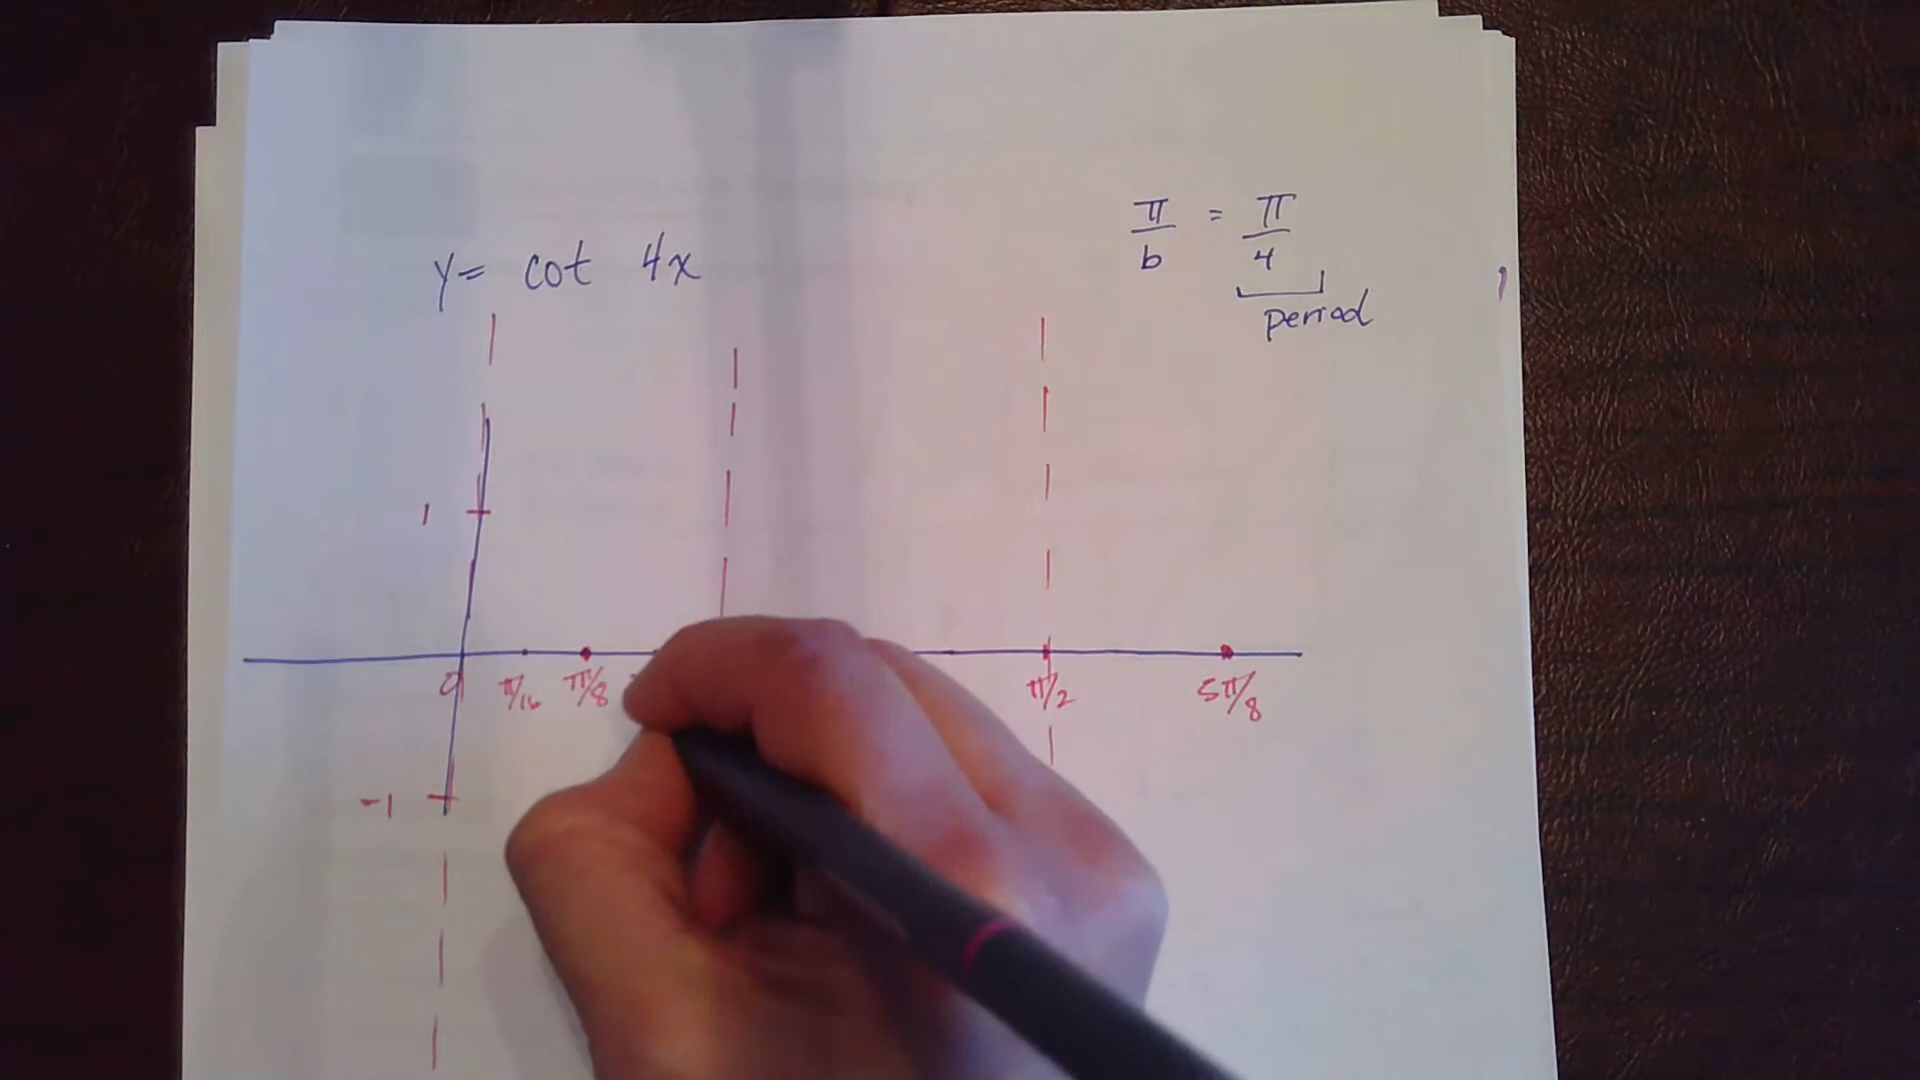 y = cot 4x
π/b = π/4
period
1
0 π/16 π/8 π/2 5π/8
-1